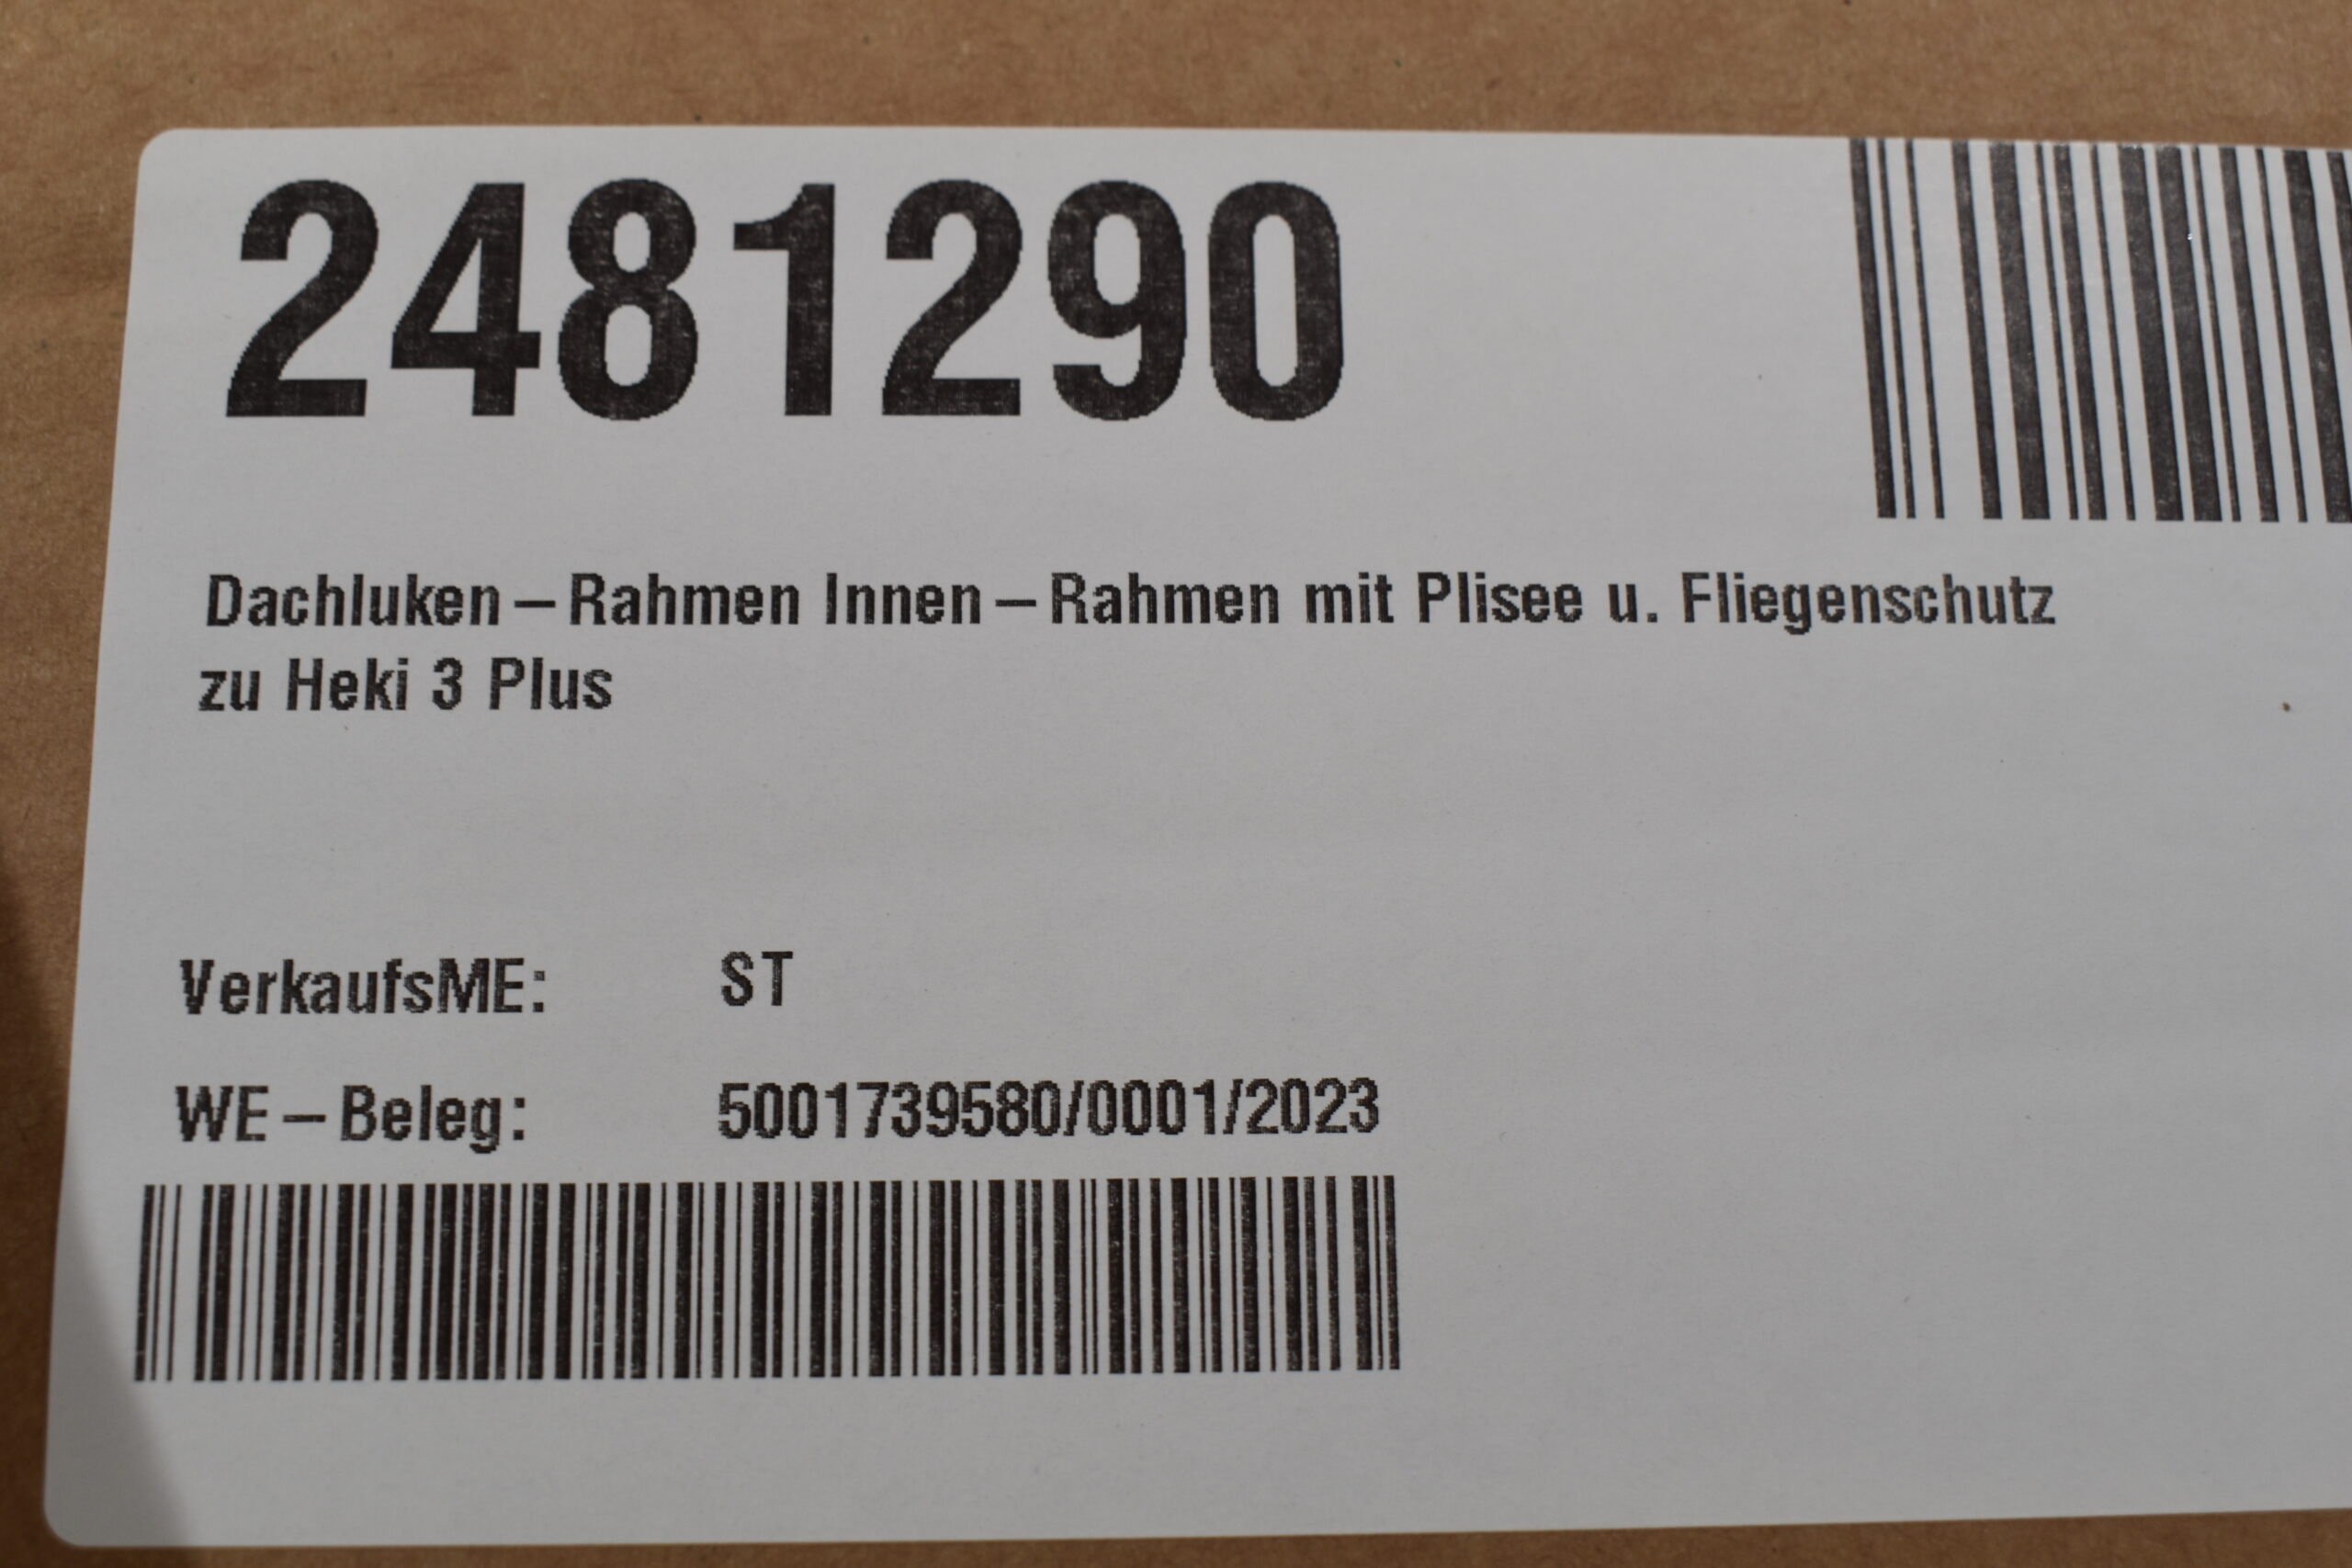 2481290
Dachluken-Rahmen Innen-Rahmen mit Plisee u. Fliegenschutz
zu Heki 3 Plus
VerkaufsME: ST
WE-Beleg: 5001739580/0001/2023